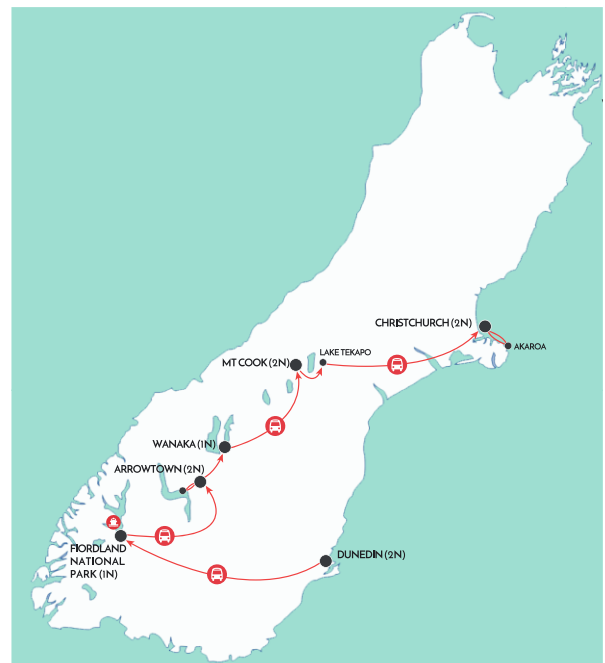 CHRISTCHURCH (2N)
AKAROA
LAKE TEKAPO
MT COOK (2N)
WANAKA (1N)
ARROWTOWN (2N)
FIORDLAND
NATIONAL
PARK (1N)
DUNEDIN (2N)